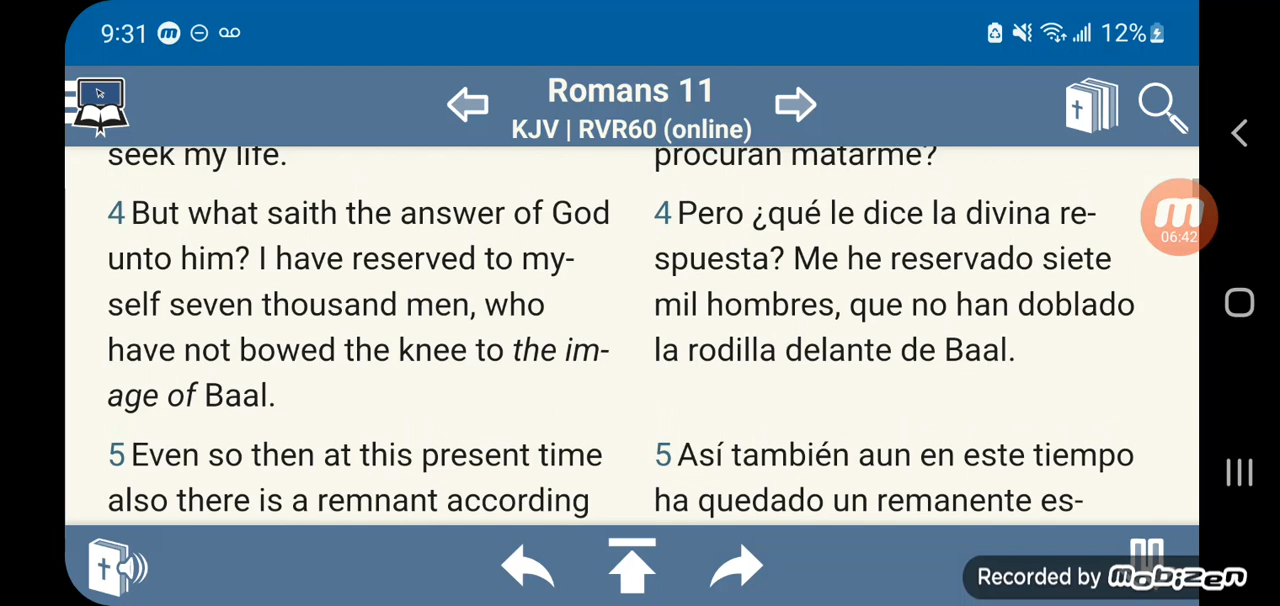 9:31
12%
Romans 11
KJV | RVR60 (online)
seek my life.
4 But what saith the answer of God
unto him? I have reserved to my-
self seven thousand men, who
have not bowed the knee to the im-
age of Baal.
5 Even so then at this present time
also there is a remnant according
procuran matarme?
4 Pero ¿qué le dice la divina re-
spuesta? Me he reservado siete
mil hombres, que no han doblado
la rodilla delante de Baal.
5 Así también aun en este tiempo
ha quedado un remanente es-
06:42
Recorded by Mobizen